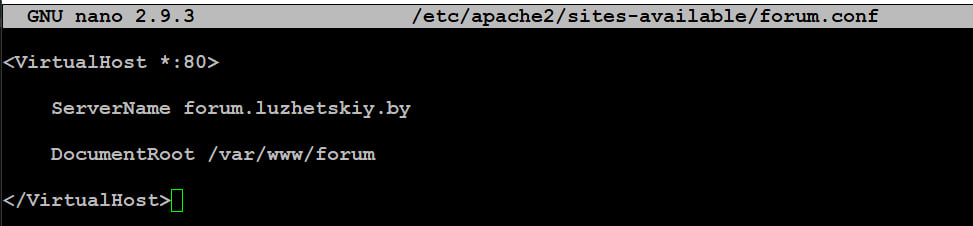 GNU nano 2.9.3 /etc/apache2/sites-available/forum.conf
<VirtualHost *:80>
ServerName forum.luzhetskiy.by
DocumentRoot /var/www/forum
</VirtualHost>